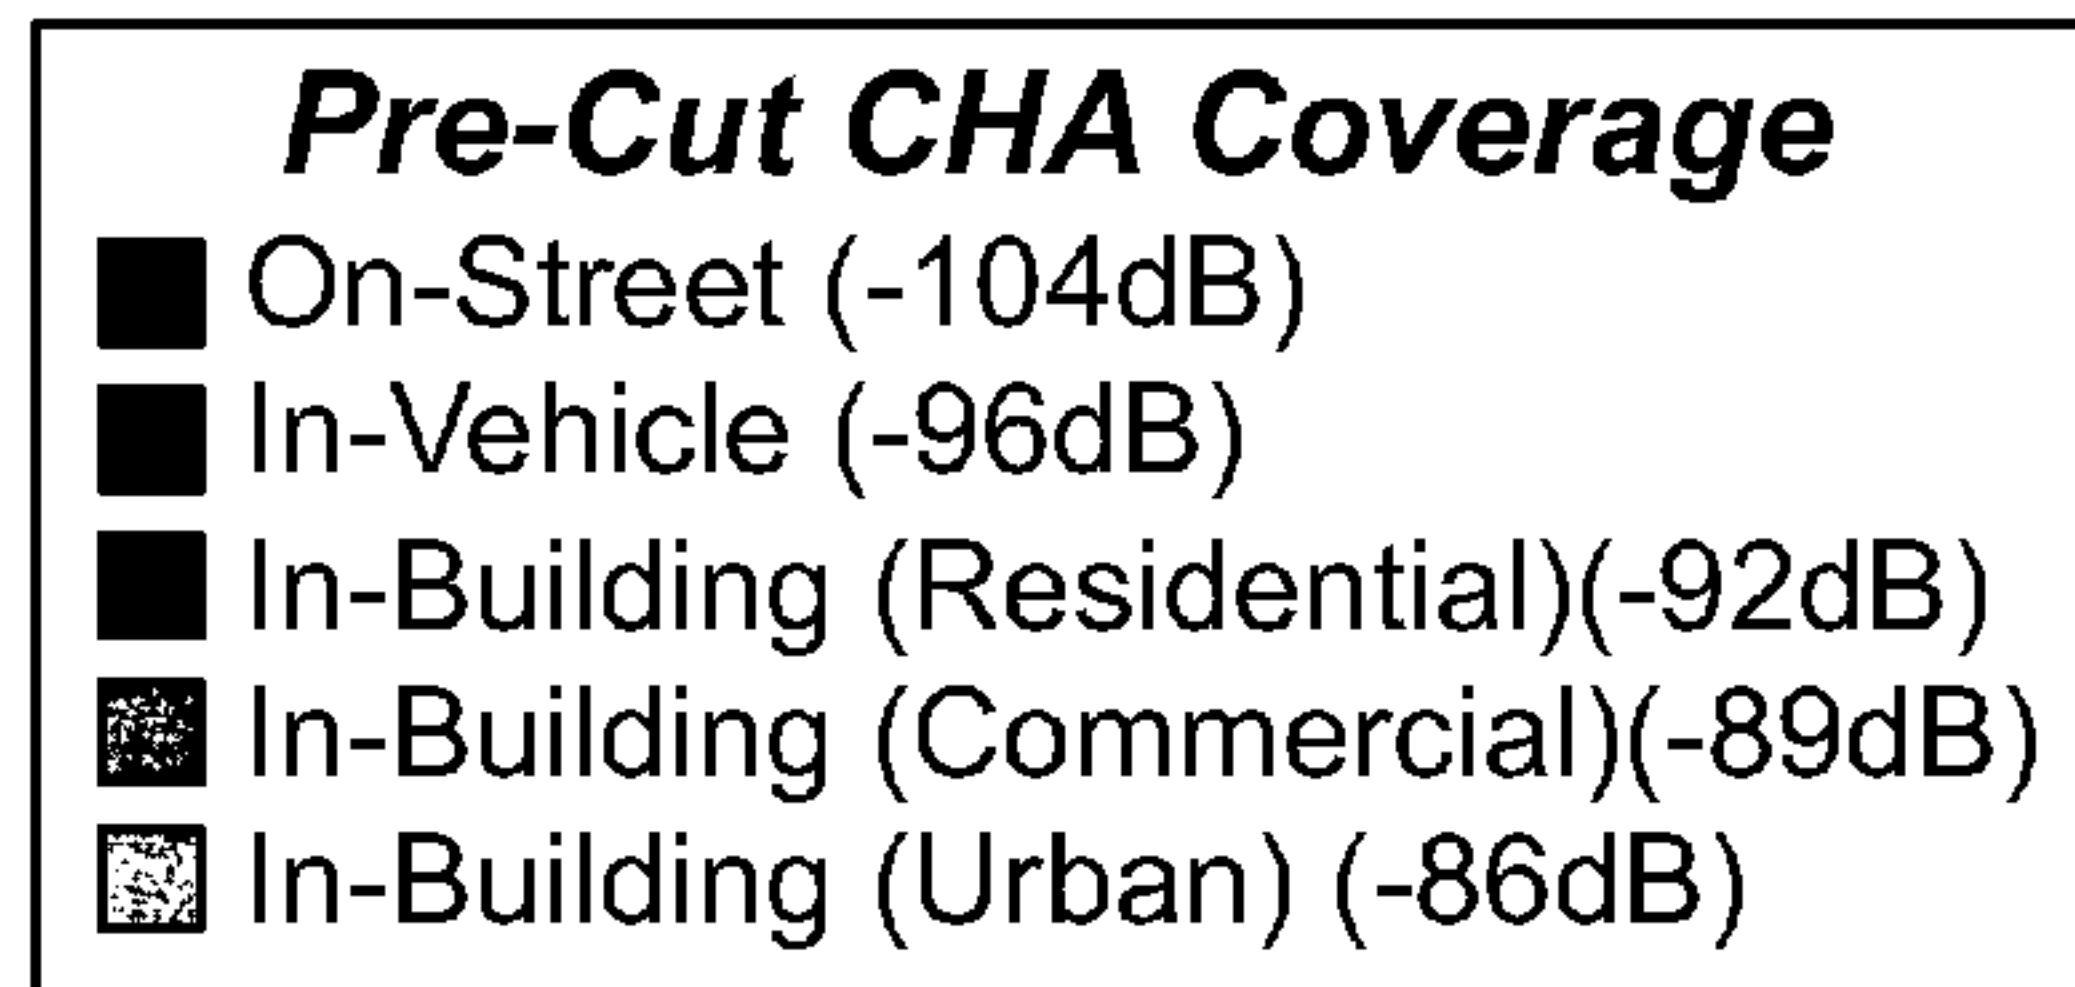 Pre-Cut CHA Coverage
On-Street (-104dB)
In-Vehicle (-96dB)
In-Building (Residential)(-92dB)
In-Building (Commercial)(-89dB)
In-Building (Urban) (-86dB)